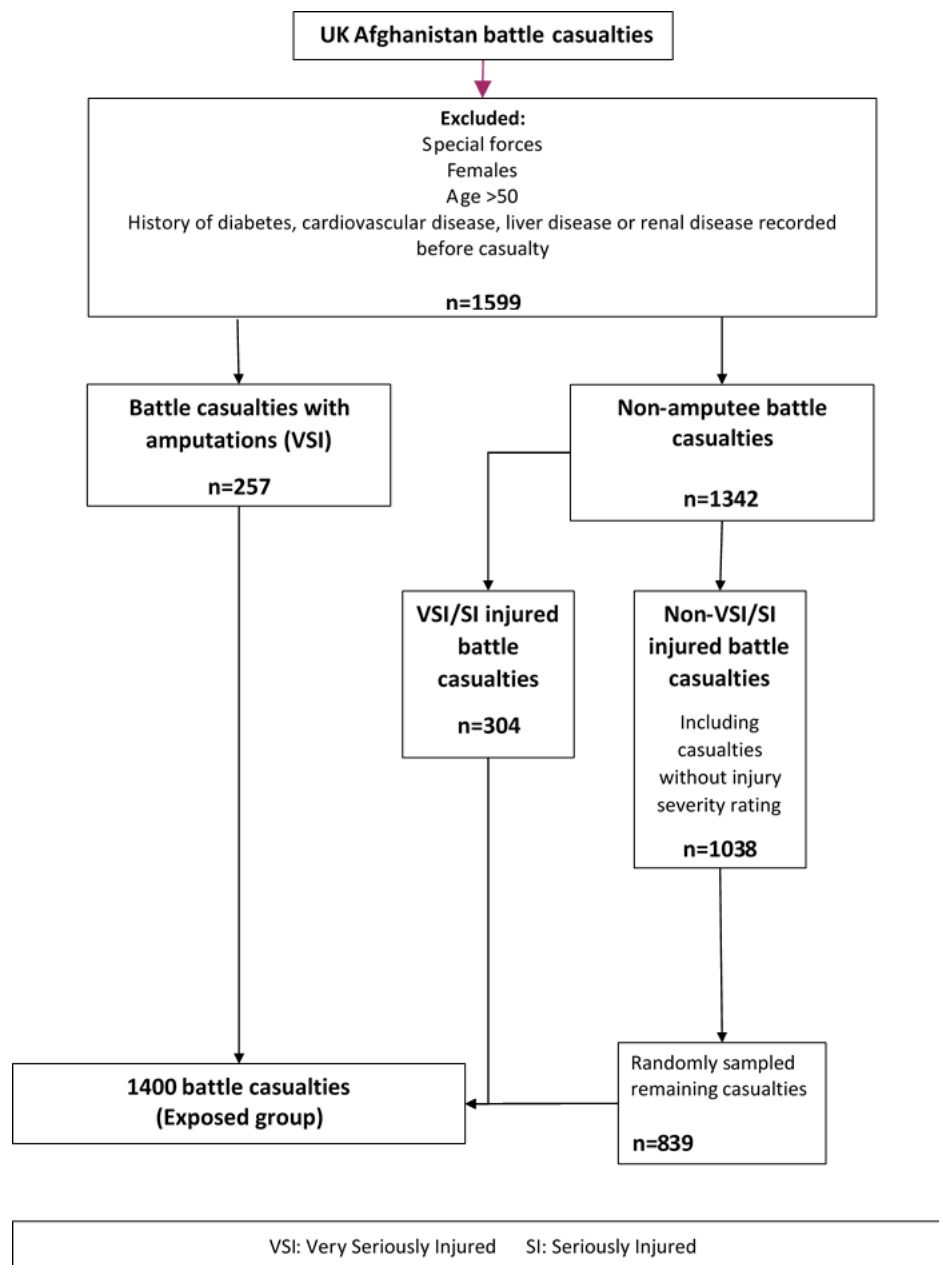 UK Afghanistan battle casualties
Excluded:
Special forces
Females
Age >50
History of diabetes, cardiovascular disease, liver disease or renal disease recorded
before casualty
n=1599
Battle casualties with
amputations (VSI)
n=257
Non-amputee battle
casualties
n=1342
VSI/SI injured
battle
casualties
n=304
Non-VSI/SI
injured battle
casualties
Including
casualties
without injury
severity rating
n=1038
Randomly sampled
remaining casualties
n=839
1400 battle casualties
(Exposed group)
VSI: Very Seriously Injured SI: Seriously Injured